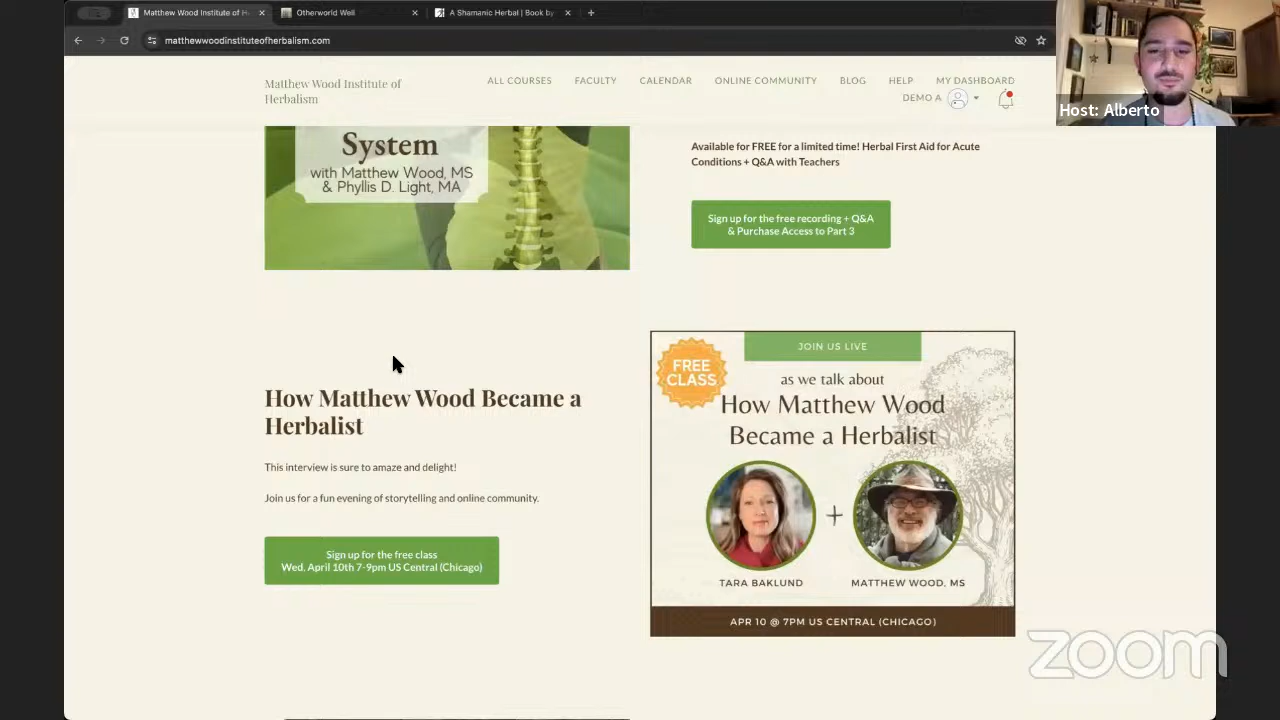 Matthew Wood Institute of H
Otherworld Well
A Shamanic Herbal | Book by
matthewwoodinstituteofherbalism.com
Host: Alberto
Matthew Wood Institute of
Herbalism
ALL COURSES
FACULTY
CALENDAR
ONLINE COMMUNITY
BLOG
HELP
MY DASHBOARD
DEMO A
System
with Matthew Wood, MS
& Phyllis D. Light, MA
Available for FREE for a limited time! Herbal First Aid for Acute
Conditions + Q&A with Teachers
Sign up for the free recording + Q&A
& Purchase Access to Part 3
How Matthew Wood Became a
Herbalist
This interview is sure to amaze and delight!
Join us for a fun evening of storytelling and online community.
Sign up for the free class
Wed. April 10th 7-9pm US Central (Chicago)
JOIN US LIVE
FREE
CLASS
as we talk about
How Matthew Wood
Became a Herbalist
+
TARA BAKLUND
MATTHEW WOOD, MS
APR 10 @ 7PM US CENTRAL (CHICAGO)
zoom